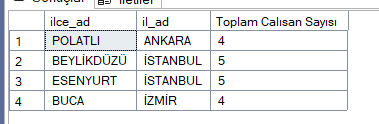 ilce_ad il_ad Toplam Calısan Sayısı
1 POLATLI ANKARA 4
2 BEYLİKDÜZÜ İSTANBUL 5
3 ESENYURT İSTANBUL 5
4 BUCA İZMİR 4